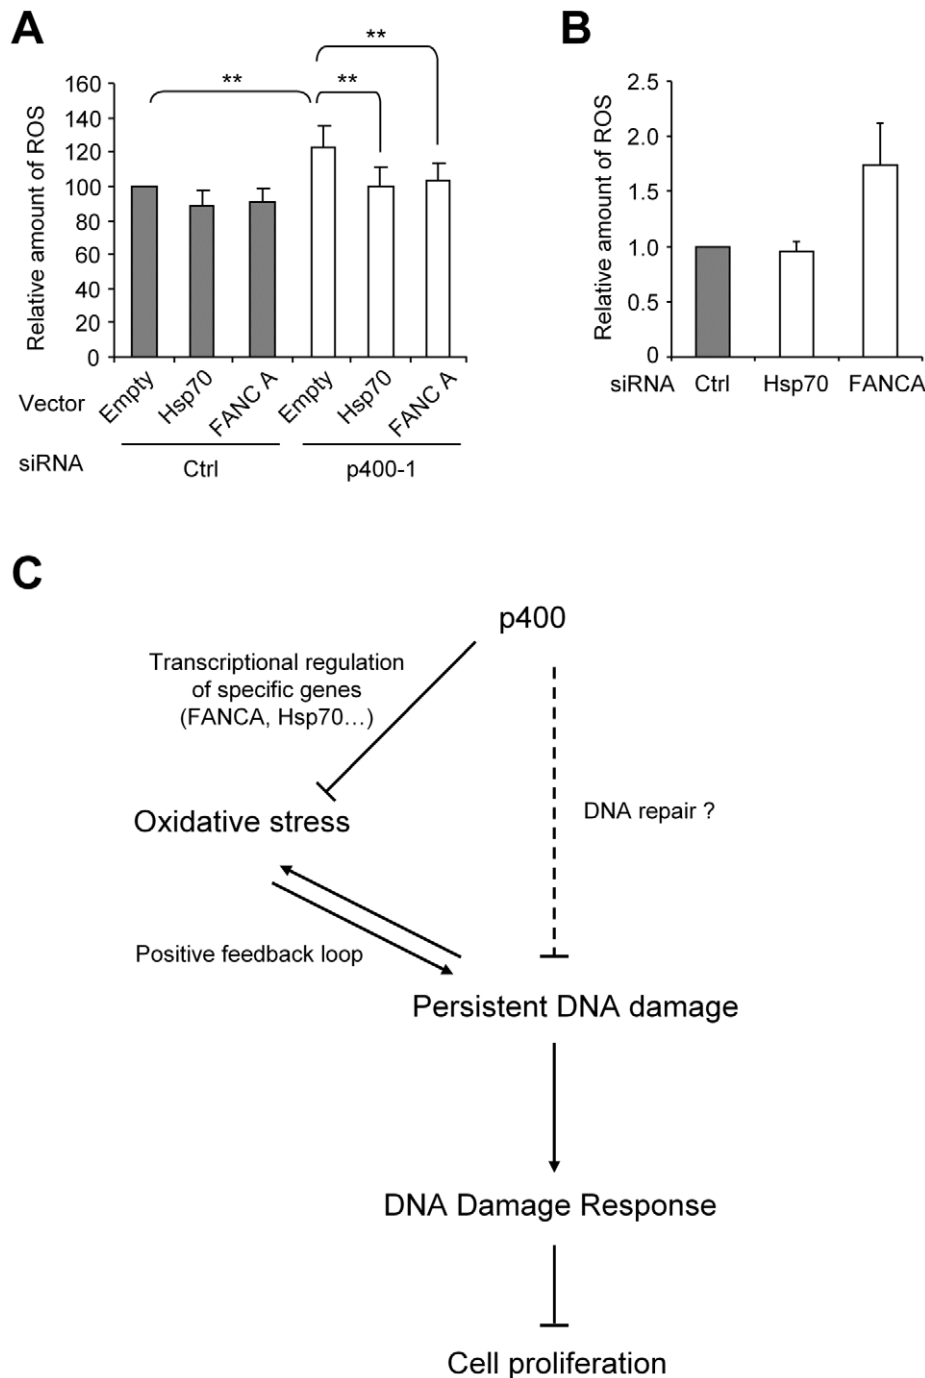 A
Relative amount of ROS
160
140
120
100
80
60
40
20
0
**
**
**
Vector
Empty
Hsp70
FANC A
Empty
Hsp70
FANC A
siRNA
Ctrl
p400-1
B
Relative amount of ROS
2.5
2.0
1.5
1.0
0.5
0
siRNA Ctrl Hsp70 FANCA
C
p400
Transcriptional regulation
of specific genes
(FANCA, Hsp70…)
Oxidative stress
DNA repair ?
Positive feedback loop
Persistent DNA damage
DNA Damage Response
Cell proliferation